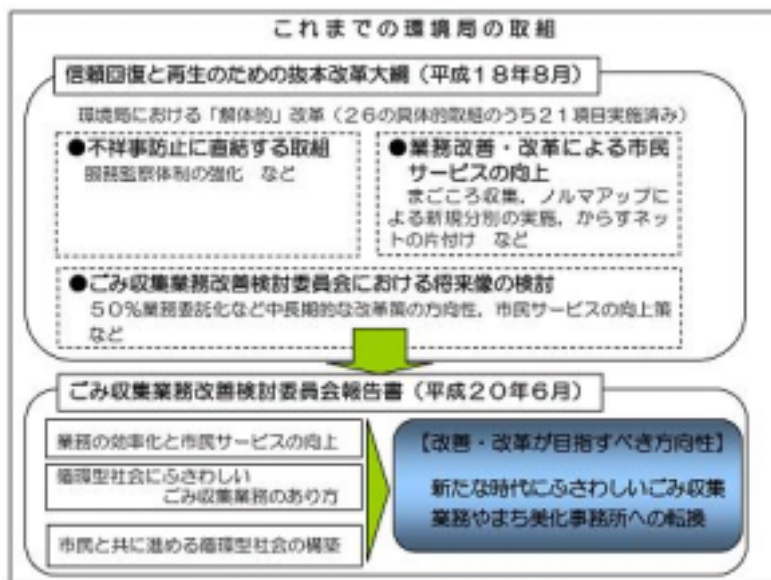 これまでの環境局の取組
信頼回復と再生のための抜本改革大綱（平成１８年８月）
環境局における「解体的」改革（２６の具体的取組のうち２１項目実施済み）
●不祥事防止に直結する取組
服務監察体制の強化　など
●業務改善・改革による市民
サービスの向上
まごころ収集，ノルマアップに
よる新規分別の実施，からすネッ
トの片付け　など
●ごみ収集業務改善検討委員会における将来像の検討
５０％業務委託化など中長期的な改革策の方向性，市民サービスの向上策
など
ごみ収集業務改善検討委員会報告書（平成２０年６月）
業務の効率化と市民サービスの向上
循環型社会にふさわしい
ごみ収集業務のあり方
市民と共に進める循環型社会の構築
【改善・改革が目指すべき方向性】
新たな時代にふさわしいごみ収集
業務やまち美化事務所への転換